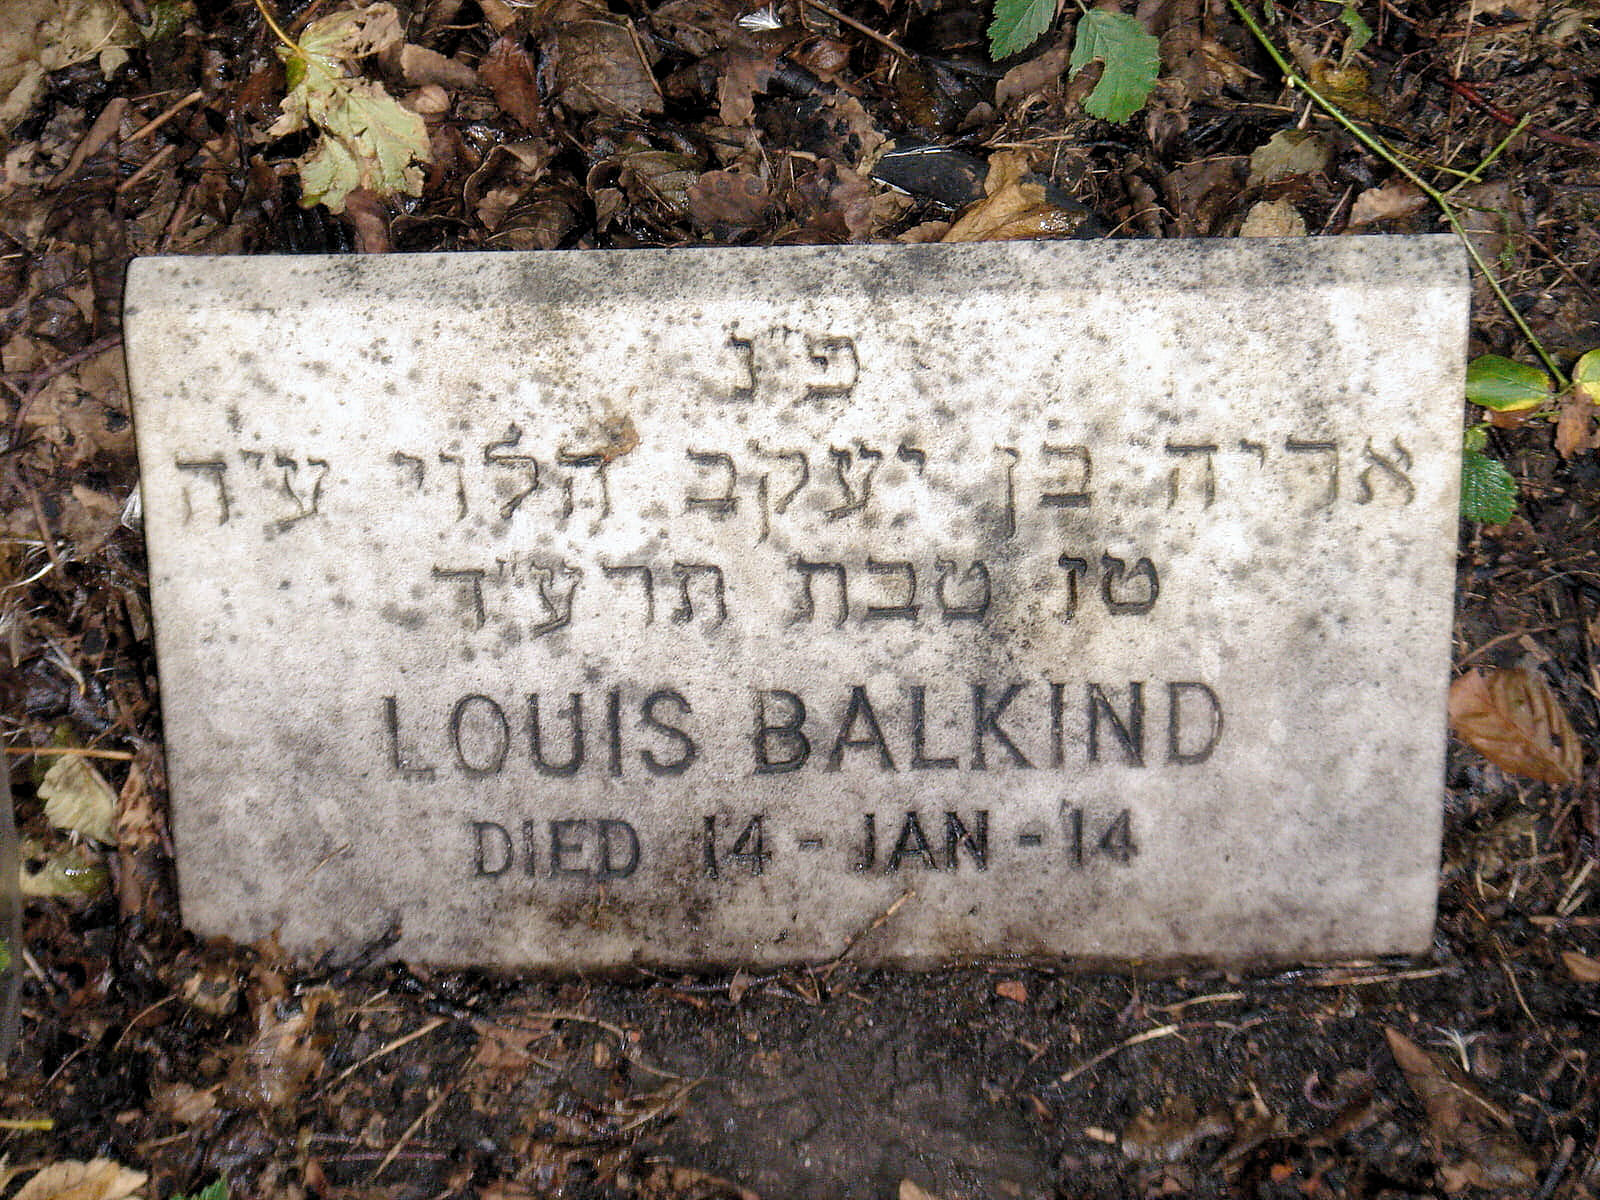 פ"נ
אריה בן יעקב הלוי ע"ה
טז טבת תרע"ד
LOUIS BALKIND
DIED 14 - JAN - 14